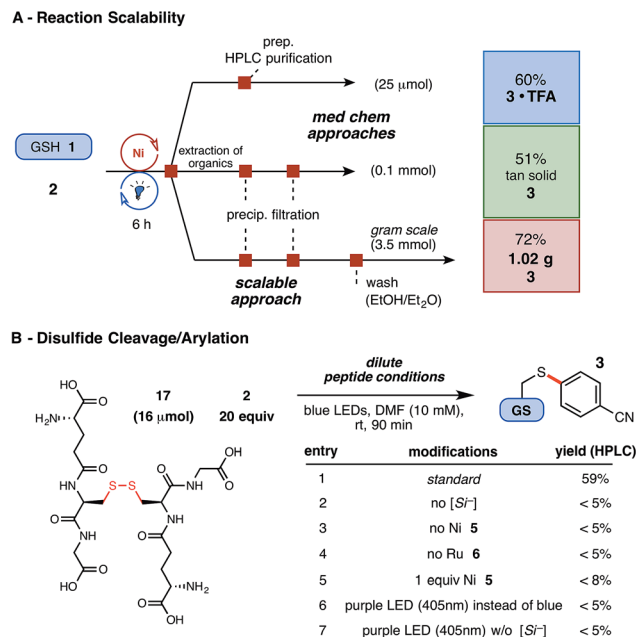 A - Reaction Scalability
prep.
HPLC purification
(25 µmol)
60%
3 • TFA
med chem
approaches
GSH 1
Ni
extraction of
organics
2
(0.1 mmol)
51%
tan solid
3
6 h
precip. filtration
gram scale
(3.5 mmol)
72%
1.02 g
3
scalable
approach
wash
(EtOH/Et2O)
B - Disulfide Cleavage/Arylation
HO
O
H2N
O
HN
S–S
O
NH
O
HO
O
NH
O
OH
HN
O
NH2
O
OH
17
(16 µmol)
2
20 equiv
dilute
peptide conditions
blue LEDs, DMF (10 mM),
rt, 90 min
3
S
GS
CN
entry modifications yield (HPLC)
1 standard 59%
2 no [Si–] < 5%
3 no Ni 5 < 5%
4 no Ru 6 < 5%
5 1 equiv Ni 5 < 8%
6 purple LED (405nm) instead of blue < 5%
7 purple LED (405nm) w/o [Si–] < 5%